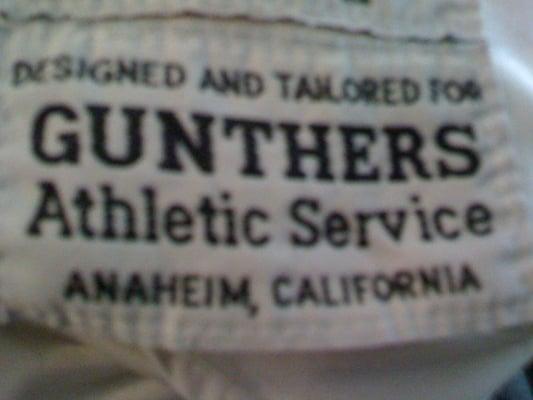 DESIGNED AND TAILORED FOR
GUNTHERS
Athletic Service
ANAHEIM, CALIFORNIA